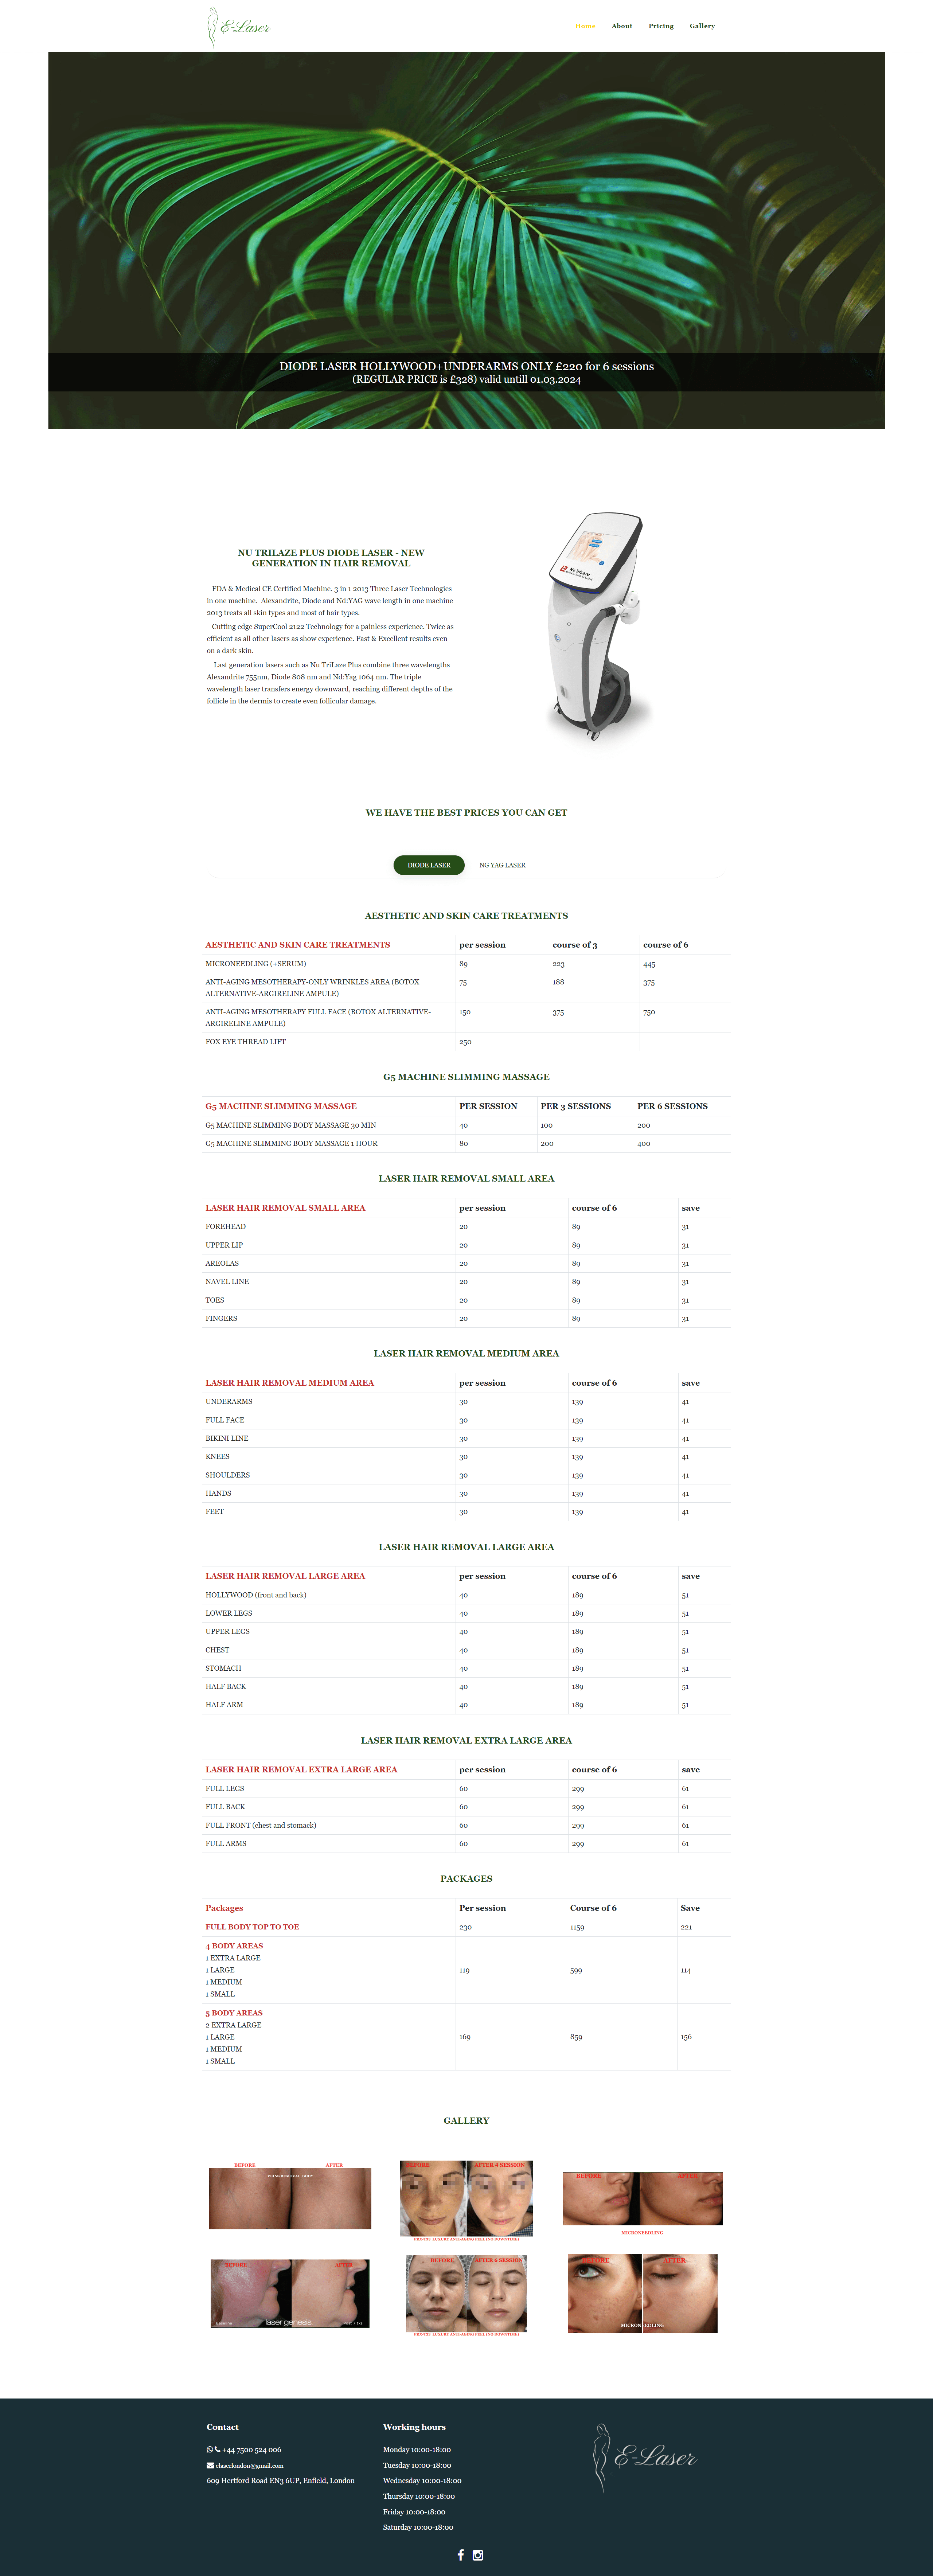 E-Laser
Home About Pricing Gallery
DIODE LASER HOLLYWOOD+UNDERARMS ONLY £220 for 6 sessions
(REGULAR PRICE is £328) valid untill 01.03.2024
NU TRILAZE PLUS DIODE LASER - NEW
GENERATION IN HAIR REMOVAL
FDA & Medical CE Certified Machine. 3 in 1 2013 Three Laser Technologies
in one machine. Alexandrite, Diode and Nd:YAG wave length in one machine
2013 treats all skin types and most of hair types.
Cutting edge SuperCool 2122 Technology for a painless experience. Twice as
efficient as all other lasers as show experience. Fast & Excellent results even
on a dark skin.
Last generation lasers such as Nu TriLaze Plus combine three wavelengths
Alexandrite 755nm, Diode 808 nm and Nd:Yag 1064 nm. The triple
wavelength laser transfers energy downward, reaching different depths of the
follicle in the dermis to create even follicular damage.
Nu TriLaze
WE HAVE THE BEST PRICES YOU CAN GET
DIODE LASER NG YAG LASER
AESTHETIC AND SKIN CARE TREATMENTS
AESTHETIC AND SKIN CARE TREATMENTS per session course of 3 course of 6
MICRONEEDLING (+SERUM) 89 223 445
ANTI-AGING MESOTHERAPY-ONLY WRINKLES AREA (BOTOX 75 188 375
ALTERNATIVE-ARGIRELINE AMPULE)
ANTI-AGING MESOTHERAPY FULL FACE (BOTOX ALTERNATIVE- 150 375 750
ARGIRELINE AMPULE)
FOX EYE THREAD LIFT 250
G5 MACHINE SLIMMING MASSAGE
G5 MACHINE SLIMMING MASSAGE PER SESSION PER 3 SESSIONS PER 6 SESSIONS
G5 MACHINE SLIMMING BODY MASSAGE 30 MIN 40 100 200
G5 MACHINE SLIMMING BODY MASSAGE 1 HOUR 80 200 400
LASER HAIR REMOVAL SMALL AREA
LASER HAIR REMOVAL SMALL AREA per session course of 6 save
FOREHEAD 20 89 31
UPPER LIP 20 89 31
AREOLAS 20 89 31
NAVEL LINE 20 89 31
TOES 20 89 31
FINGERS 20 89 31
LASER HAIR REMOVAL MEDIUM AREA
LASER HAIR REMOVAL MEDIUM AREA per session course of 6 save
UNDERARMS 30 139 41
FULL FACE 30 139 41
BIKINI LINE 30 139 41
KNEES 30 139 41
SHOULDERS 30 139 41
HANDS 30 139 41
FEET 30 139 41
LASER HAIR REMOVAL LARGE AREA
LASER HAIR REMOVAL LARGE AREA per session course of 6 save
HOLLYWOOD (front and back) 40 189 51
LOWER LEGS 40 189 51
UPPER LEGS 40 189 51
CHEST 40 189 51
STOMACH 40 189 51
HALF BACK 40 189 51
HALF ARM 40 189 51
LASER HAIR REMOVAL EXTRA LARGE AREA
LASER HAIR REMOVAL EXTRA LARGE AREA per session course of 6 save
FULL LEGS 60 299 61
FULL BACK 60 299 61
FULL FRONT (chest and stomack) 60 299 61
FULL ARMS 60 299 61
PACKAGES
Packages Per session Course of 6 Save
FULL BODY TOP TO TOE 230 1159 221
4 BODY AREAS
1 EXTRA LARGE
1 LARGE 119 599 114
1 MEDIUM
1 SMALL
5 BODY AREAS
2 EXTRA LARGE
1 LARGE 169 859 156
1 MEDIUM
1 SMALL
GALLERY
BEFORE AFTER
VEINS REMOVAL BODY
BEFORE AFTER 8 SESSION
PRX-T33 LUXURY ANTI-AGING PEEL (NO DOWNTIME)
BEFORE AFTER
MICRONEEDLING
BEFORE AFTER
laser genesis
BEFORE AFTER 6 SESSION
PRX-T33 LUXURY ANTI-AGING PEEL (NO DOWNTIME)
BEFORE AFTER
MICRONEEDLING
Contact
+44 7500 524 006
elaserlondon@gmail.com
609 Hertford Road EN3 6UP, Enfield, London
Working hours
Monday 10:00-18:00
Tuesday 10:00-18:00
Wednesday 10:00-18:00
Thursday 10:00-18:00
Friday 10:00-18:00
Saturday 10:00-18:00
E-Laser